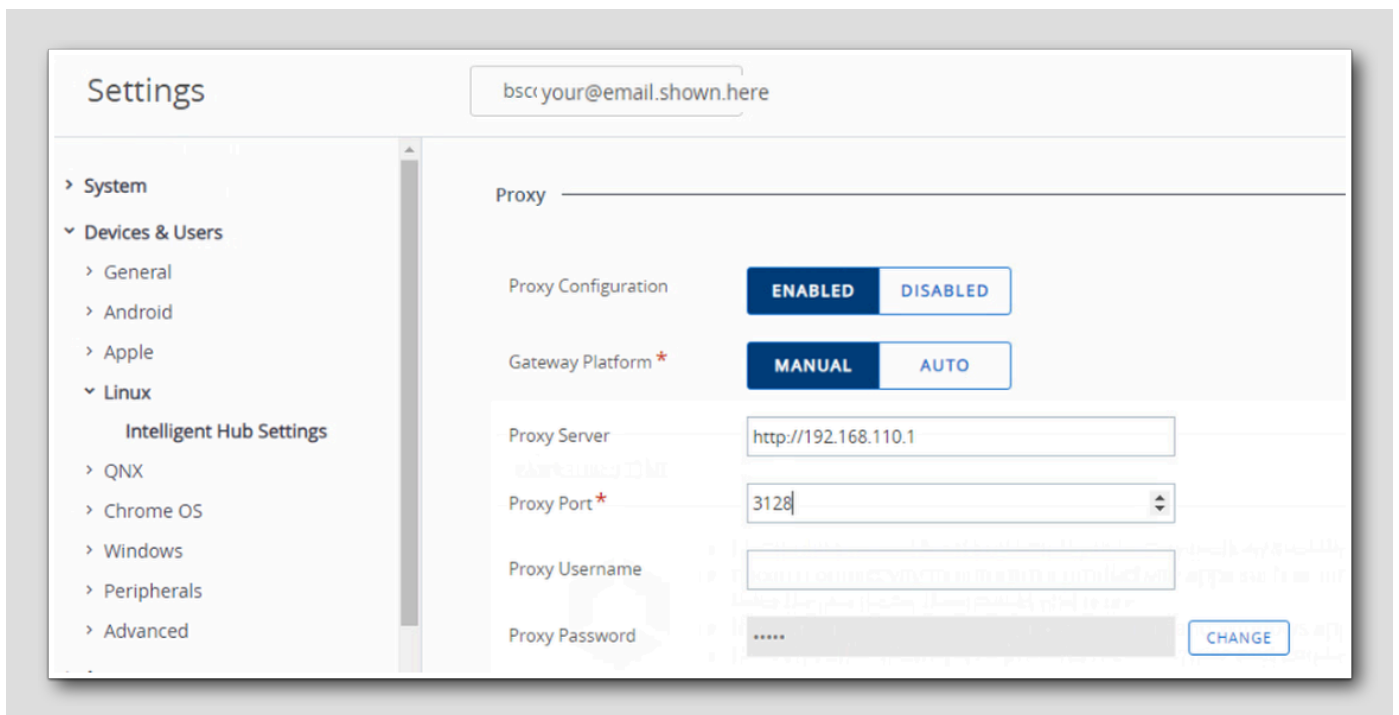 Settings
bsc your@email.shown.here
System
Devices & Users
General
Android
Apple
Linux
Intelligent Hub Settings
QNX
Chrome OS
Windows
Peripherals
Advanced
Proxy
Proxy Configuration
ENABLED DISABLED
Gateway Platform *
MANUAL AUTO
Proxy Server
http://192.168.110.1
Proxy Port *
3128
Proxy Username
Proxy Password
•••••
CHANGE